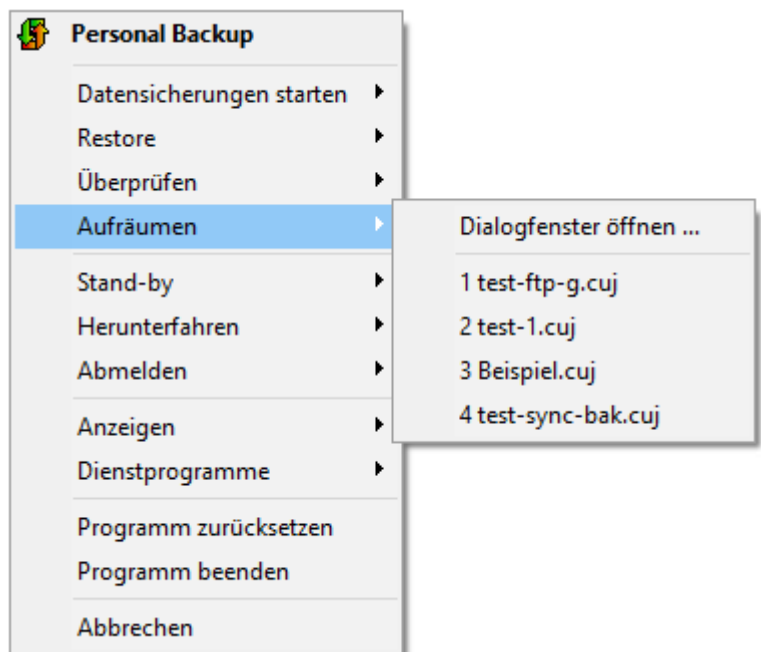 Personal Backup
Datensicherungen starten
Restore
Überprüfen
Aufräumen
Dialogfenster öffnen ...
1 test-ftp-g.cuj
2 test-1.cuj
3 Beispiel.cuj
4 test-sync-bak.cuj
Stand-by
Herunterfahren
Abmelden
Anzeigen
Dienstprogramme
Programm zurücksetzen
Programm beenden
Abbrechen